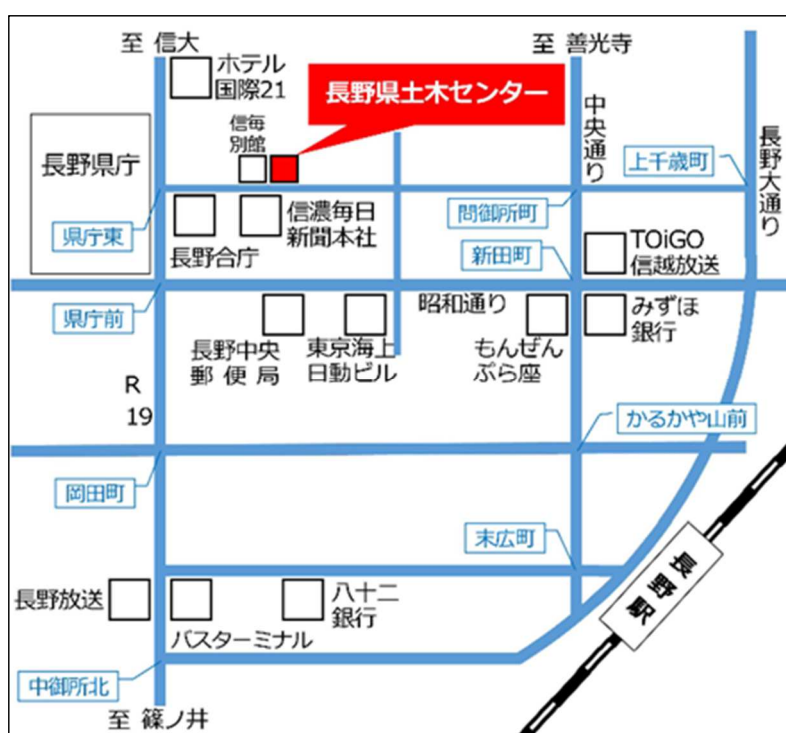 至 信大
至 善光寺
ホテル
国際21
長野県土木センター
信毎
別館
中央通り
長野大通り
長野県庁
上千歳町
県庁東
信濃毎日
新聞本社
長野合庁
問御所町
新田町
TOiGO
信越放送
県庁前
昭和通り
長野中央
郵便局
東京海上
日動ビル
もんぜん
ぷら座
みずほ
銀行
R
19
かるかや山前
岡田町
末広町
長野駅
長野放送
バスターミナル
八十二
銀行
中御所北
至 篠ノ井